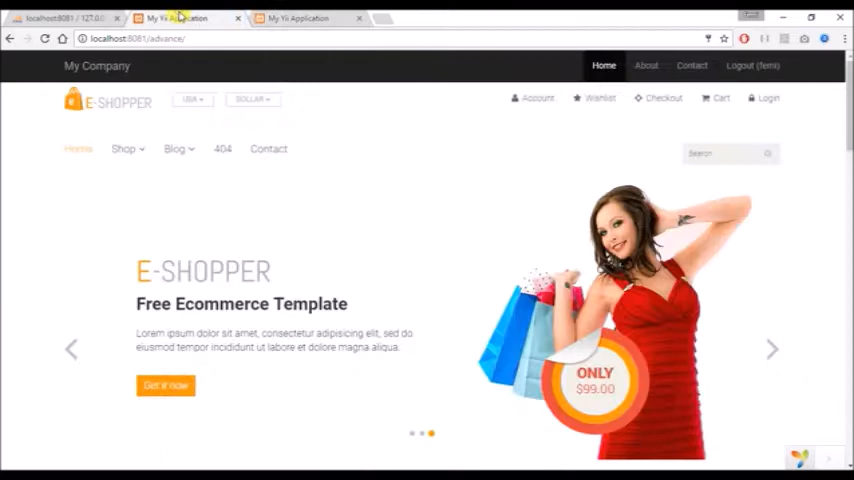 localhost:8081 / 127.0.0
My Yii Application
My Yii Application
localhost:8081/advance/
My Company
Home About Contact Logout (femi)
E-SHOPPER
USA
DOLLAR
Account Wishlist Checkout Cart Login
Home Shop Blog 404 Contact
Search
E-SHOPPER
Free Ecommerce Template
Lorem ipsum dolor sit amet, consectetur adipisicing elit, sed do
eiusmod tempor incididunt ut labore et dolore magna aliqua.
Get it now
ONLY
$99.00